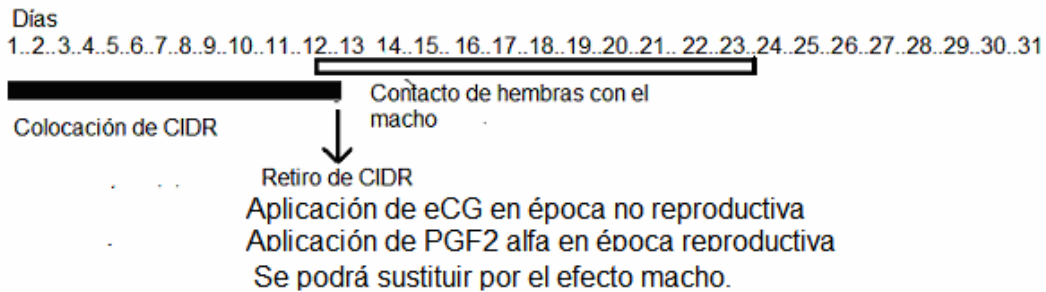 Días
1..2..3..4..5..6..7..8..9..10..11..12..13 14..15.. 16..17..18..19..20..21.. 22..23..24..25..26..27..28..29..30..31
Contacto de hembras con el
macho
Colocación de CIDR
Retiro de CIDR
Aplicación de eCG en época no reproductiva
Aplicación de PGF2 alfa en época reproductiva
Se podrá sustituir por el efecto macho.